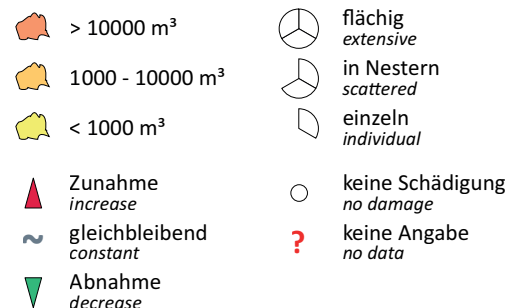 > 10000 m³
1000 - 10000 m³
< 1000 m³
Zunahme
increase
~ gleichbleibend
constant
Abnahme
decrease
flächig
extensive
in Nestern
scattered
einzeln
individual
keine Schädigung
no damage
? keine Angabe
no data